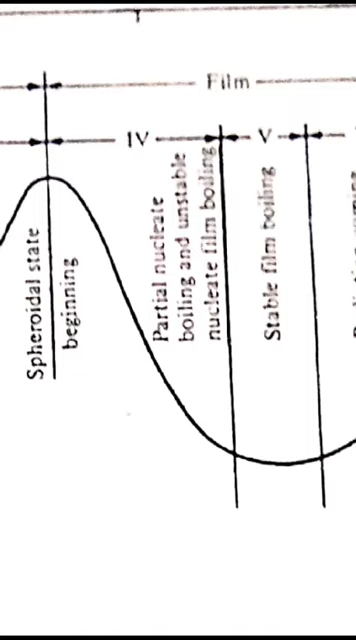 Film
IV
V
Spheroidal state
beginning
Partial nucleate
boiling and unstable
nucleate film boiling
Stable film boiling